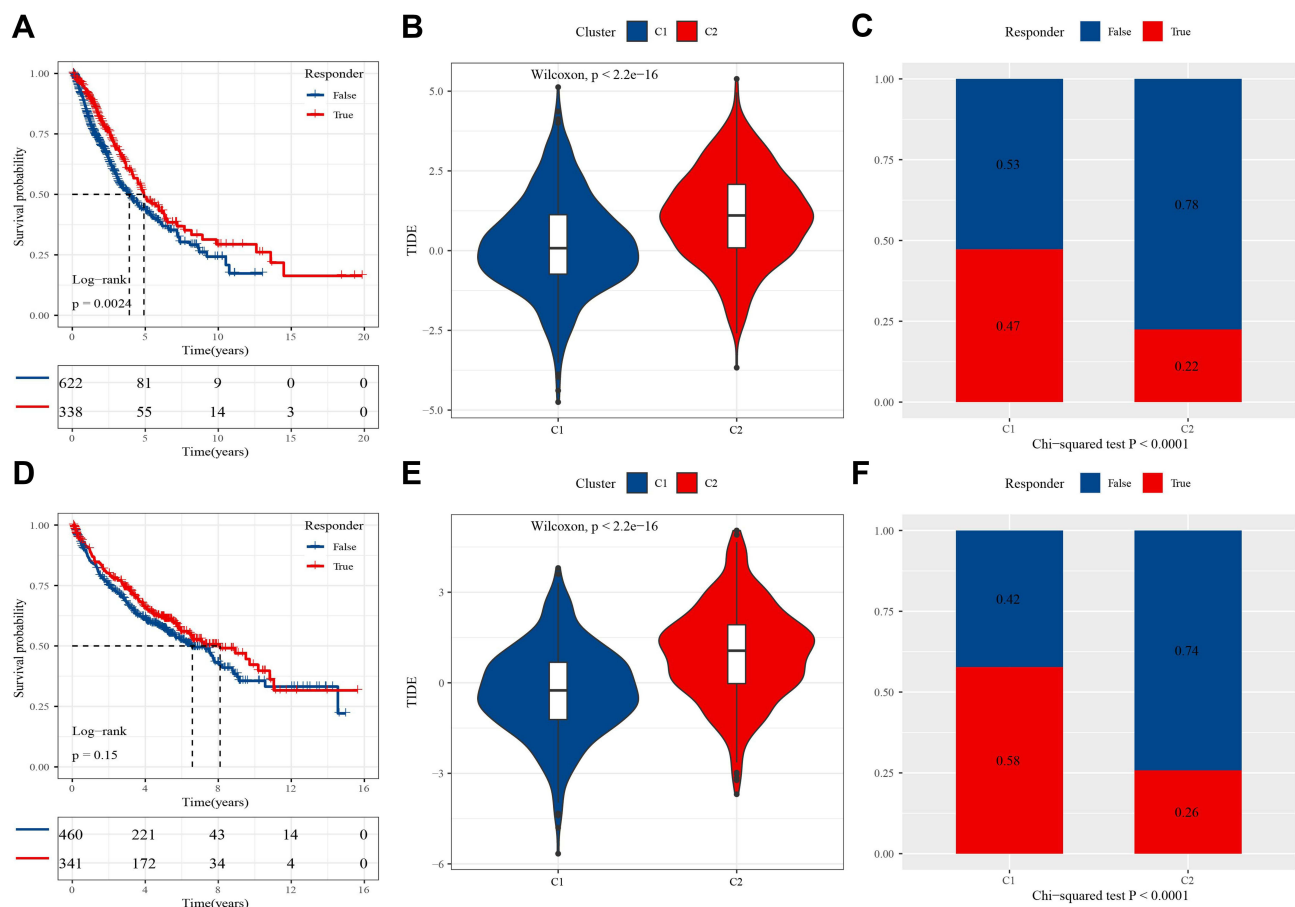 A
Responder
False
True
Survival probability
1.00
0.75
0.50
0.25
0.00
Log−rank
p = 0.0024
0 5 10 15 20
Time(years)
622 81 9 0 0
338 55 14 3 0
0 5 10 15 20
Time(years)
B
Cluster C1 C2
Wilcoxon, p < 2.2e−16
TIDE
5.0
2.5
0.0
−2.5
−5.0
C1 C2
C
Responder False True
1.00
0.75
0.50
0.25
0.00
0.53
0.47
0.78
0.22
C1 C2
Chi−squared test P < 0.0001
D
Responder
False
True
Survival probability
1.00
0.75
0.50
0.25
0.00
Log−rank
p = 0.15
0 4 8 12 16
Time(years)
460 221 43 14 0
341 172 34 4 0
0 4 8 12 16
Time(years)
E
Cluster C1 C2
Wilcoxon, p < 2.2e−16
TIDE
3
0
−3
−6
C1 C2
F
Responder False True
1.00
0.75
0.50
0.25
0.00
0.42
0.58
0.74
0.26
C1 C2
Chi−squared test P < 0.0001